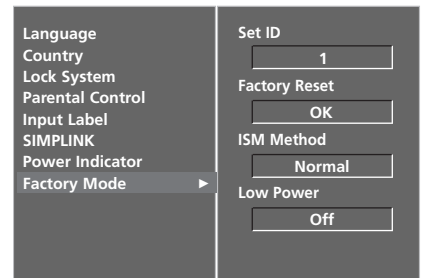 Language
Country
Lock System
Parental Control
Input Label
SIMPLINK
Power Indicator
Factory Mode ►
Set ID
1
Factory Reset
OK
ISM Method
Normal
Low Power
Off